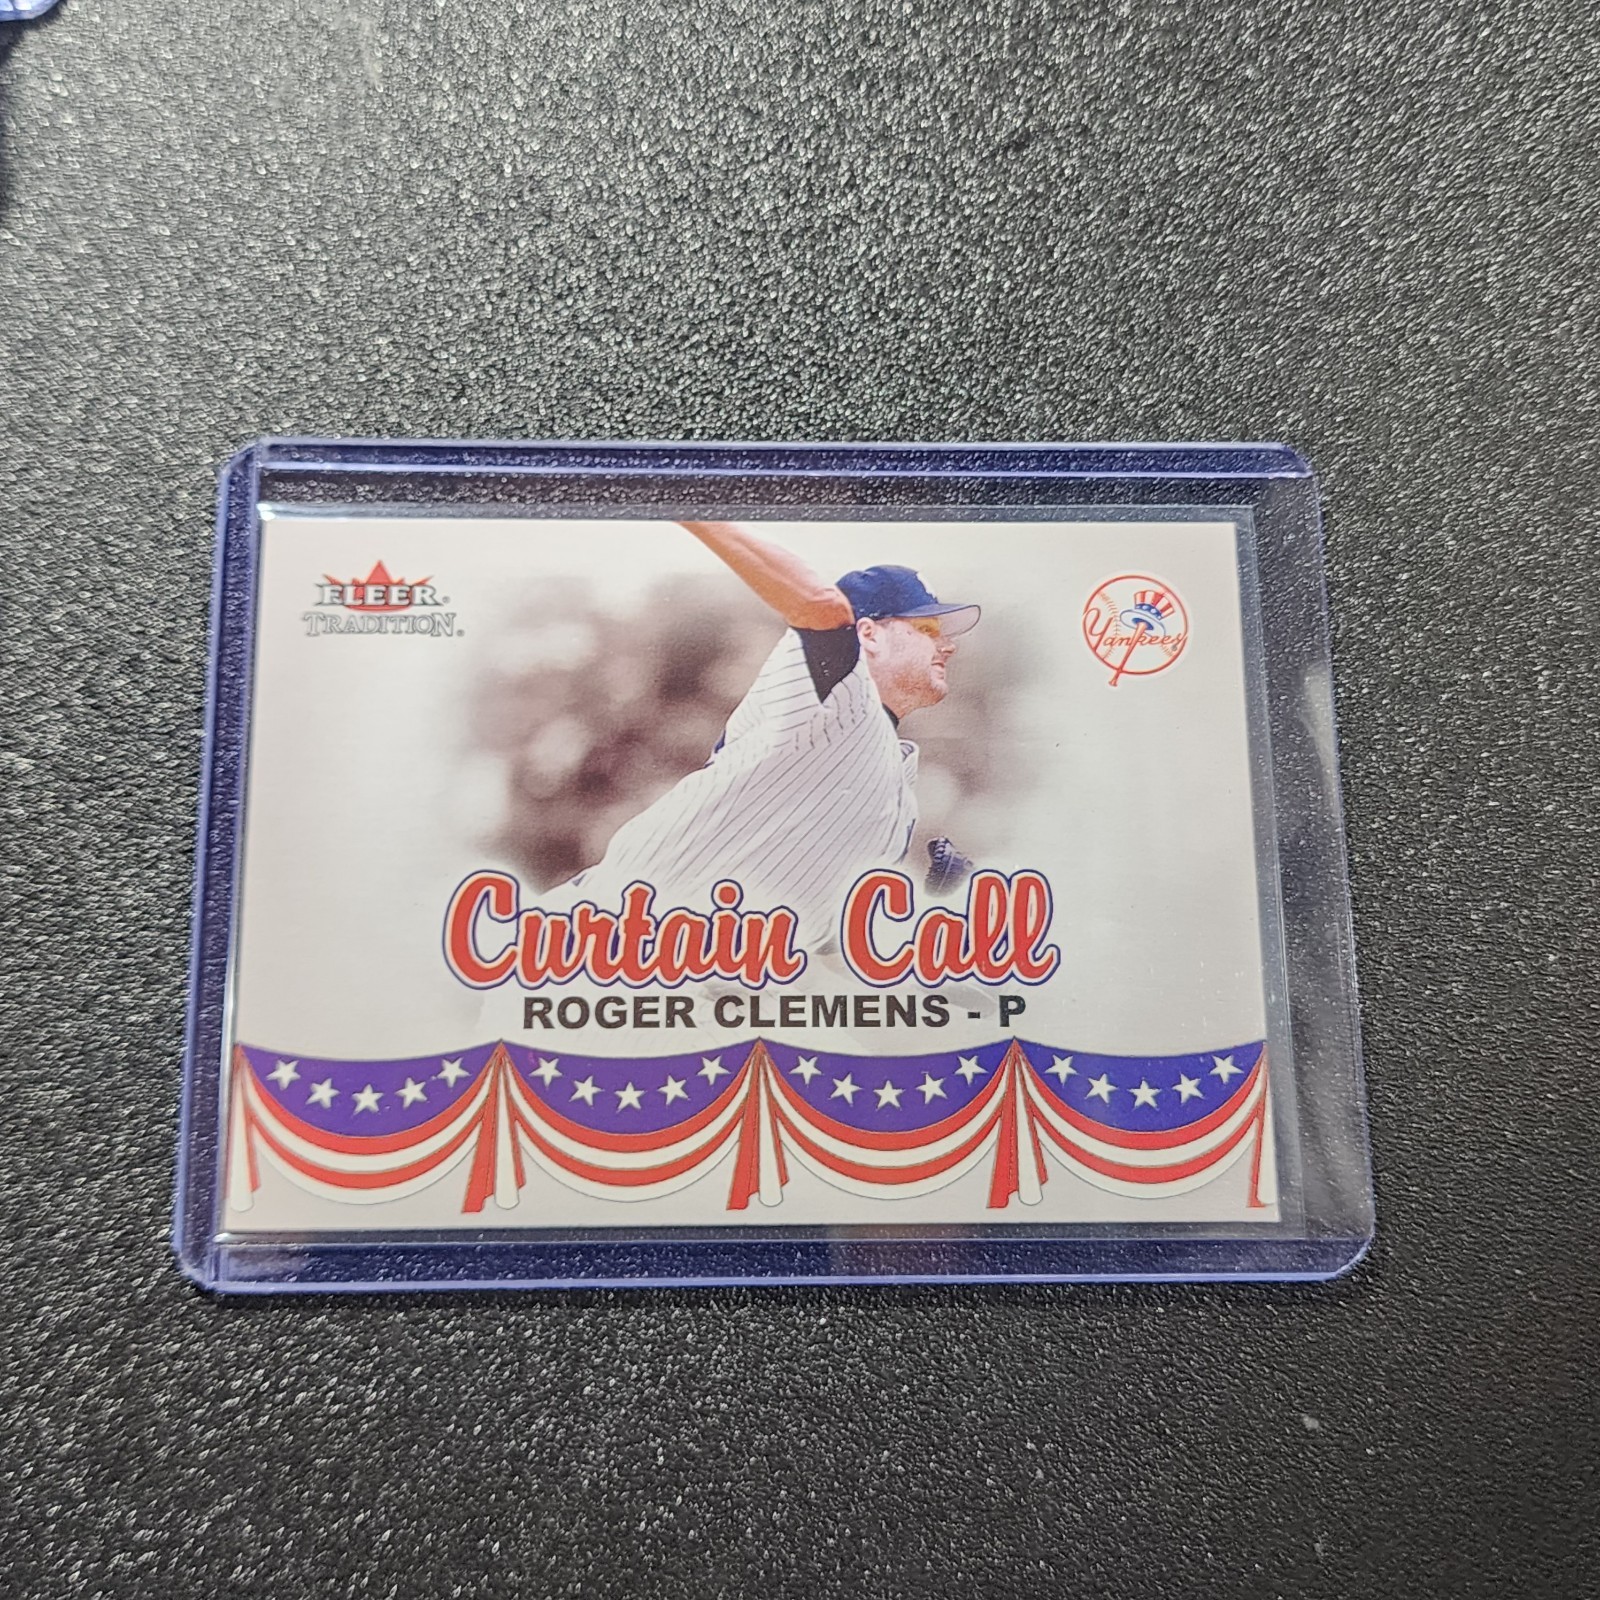 FLEER
TRADITION
Yankees
Curtain Call
ROGER CLEMENS - P